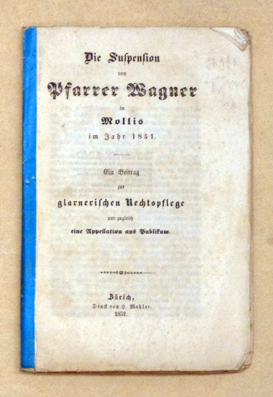 Die Suspension
von
Pfarrer Wagner
in
Mollis
im Jahr 1851.
Ein Beitrag
zur
glarnerischen Rechtspflege
und zugleich
eine Appellation ans Publikum.
Zürich,
Druck von H. Mahler.
1852.